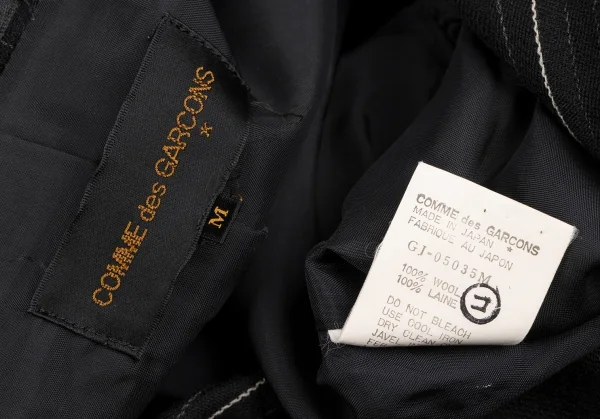 COMME des GARCONS
*
M
COMME des GARCONS
*
MADE IN JAPAN
FABRIQUE AU JAPON
GJ-05035M
100% WOOL
100% LAINE
DO NOT BLEACH
USE COOL IRON
DRY CLEAN
JAVEL